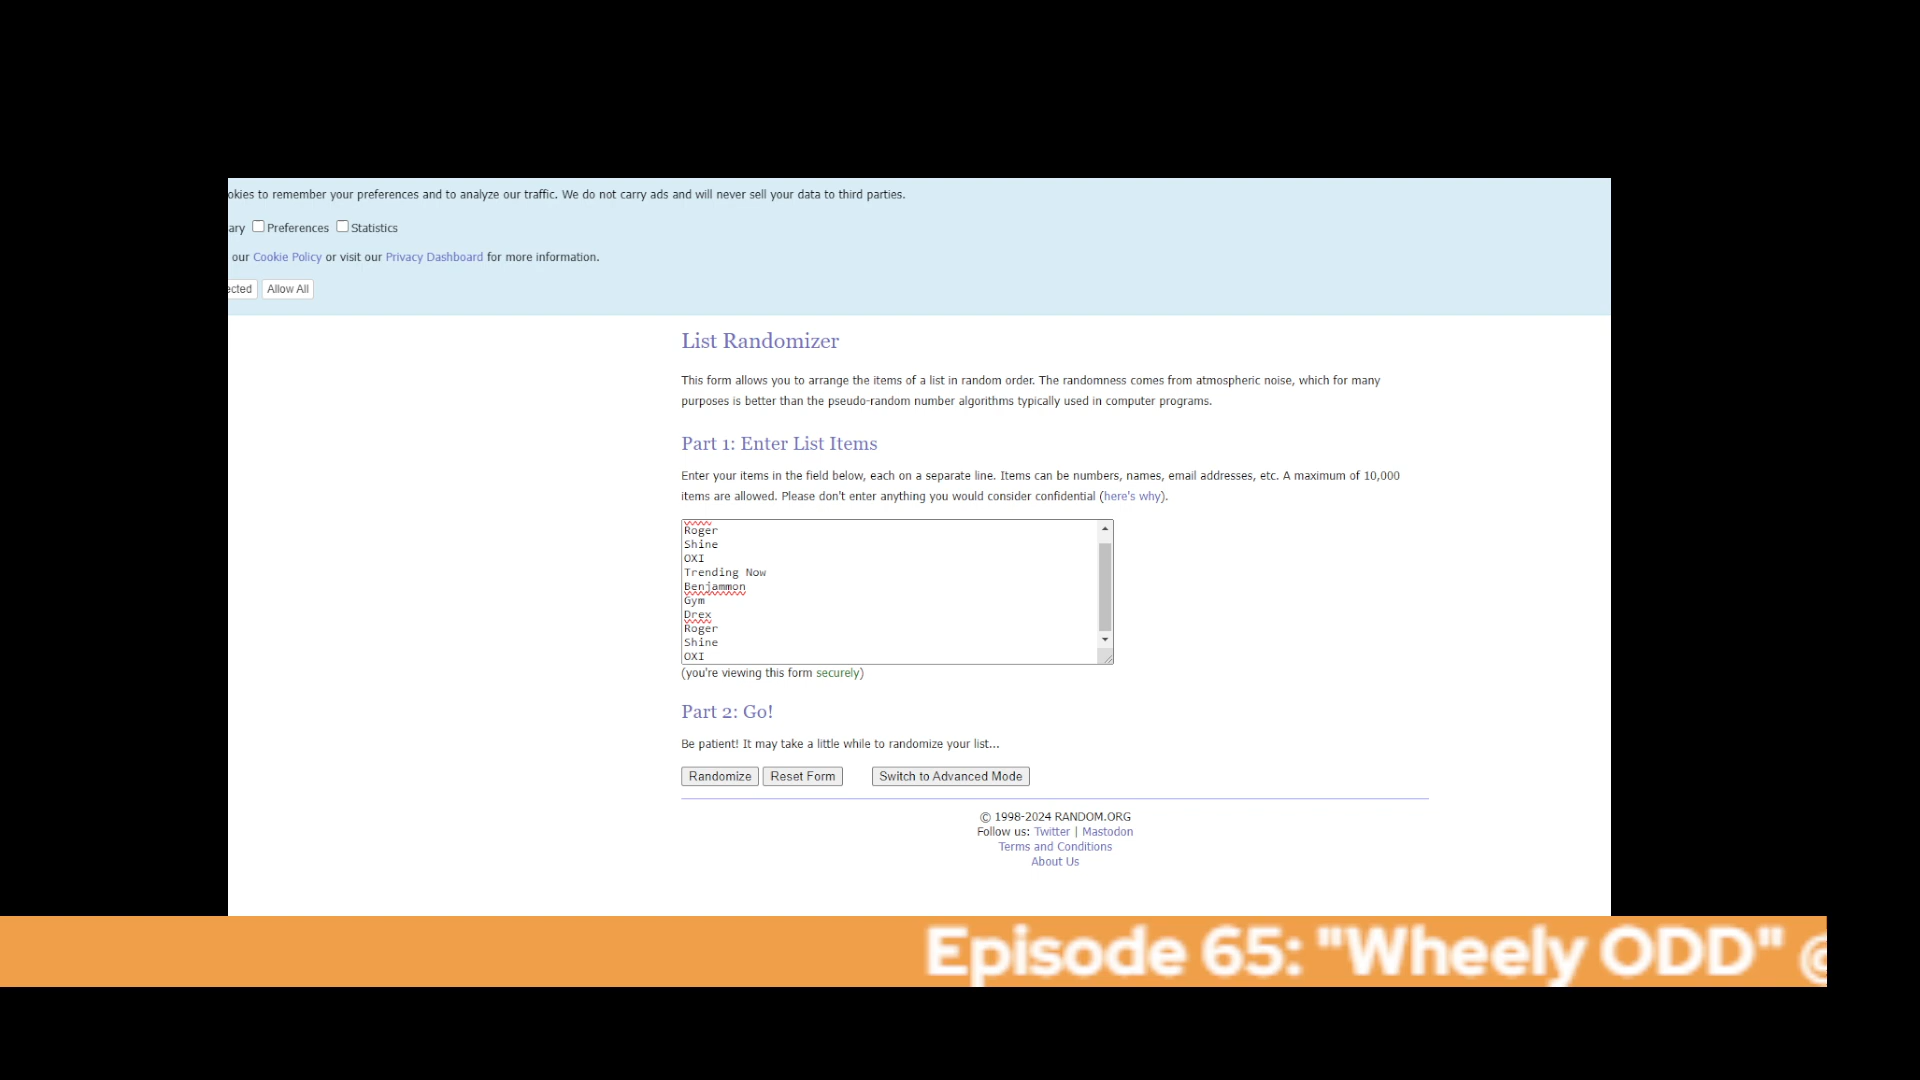 okies to remember your preferences and to analyze our traffic. We do not carry ads and will never sell your data to third parties.
ary Preferences Statistics
our Cookie Policy or visit our Privacy Dashboard for more information.
ected Allow All
List Randomizer
This form allows you to arrange the items of a list in random order. The randomness comes from atmospheric noise, which for many
purposes is better than the pseudo-random number algorithms typically used in computer programs.
Part 1: Enter List Items
Enter your items in the field below, each on a separate line. Items can be numbers, names, email addresses, etc. A maximum of 10,000
items are allowed. Please don't enter anything you would consider confidential (here's why).
Roger
Shine
OXI
Trending Now
Benjammon
Gym
Drex
Roger
Shine
OXI
(you're viewing this form securely)
Part 2: Go!
Be patient! It may take a little while to randomize your list...
Randomize Reset Form Switch to Advanced Mode
© 1998-2024 RANDOM.ORG
Follow us: Twitter | Mastodon
Terms and Conditions
About Us
Episode 65: "Wheely ODD" @